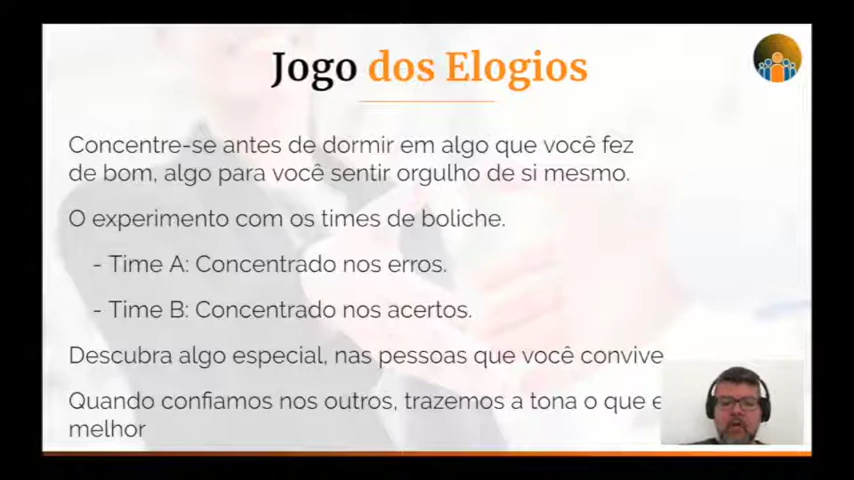 Jogo dos Elogios
Concentre-se antes de dormir em algo que você fez
de bom, algo para você sentir orgulho de si mesmo.
O experimento com os times de boliche.
- Time A: Concentrado nos erros.
- Time B: Concentrado nos acertos.
Descubra algo especial, nas pessoas que você convive
Quando confiamos nos outros, trazemos a tona o que
melhor